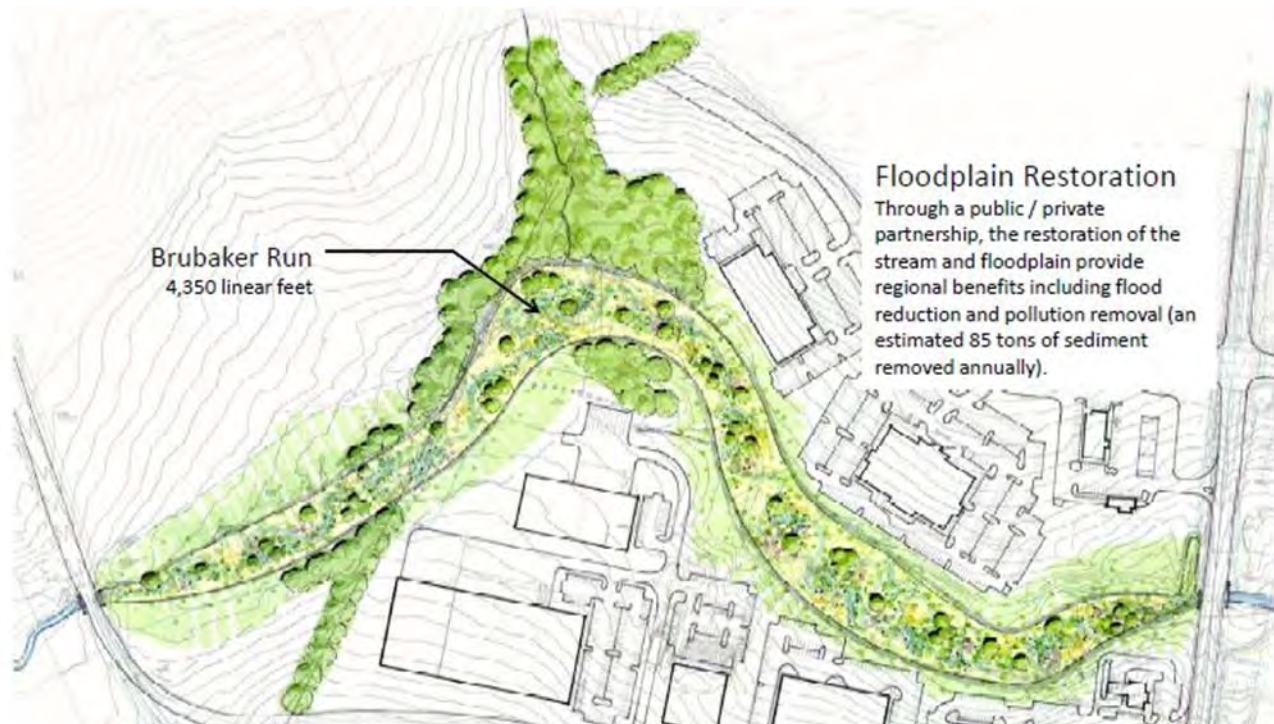 Floodplain Restoration
Through a public / private
partnership, the restoration of the
stream and floodplain provide
regional benefits including flood
reduction and pollution removal (an
estimated 85 tons of sediment
removed annually).
Brubaker Run
4,350 linear feet